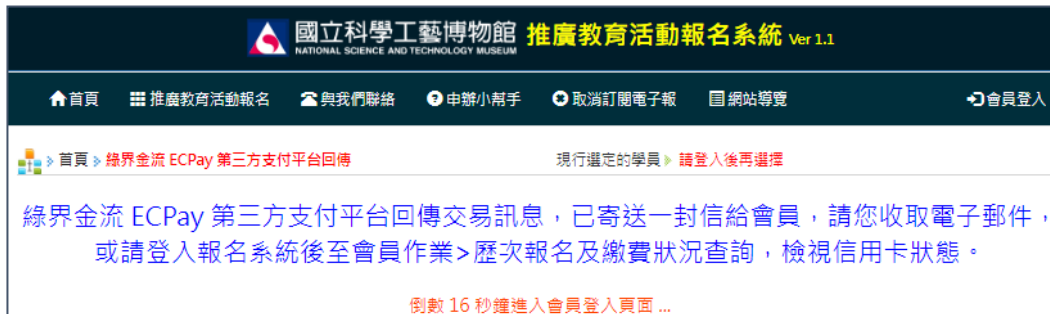 國立科學工藝博物館 推廣教育活動報名系統 Ver 1.1
NATIONAL SCIENCE AND TECHNOLOGY MUSEUM
首頁 推廣教育活動報名 與我們聯絡 申辦小幫手 取消訂閱電子報 網站導覽 會員登入
首頁 綠界金流 ECPay 第三方支付平台回傳 現行選定的學員 請登入後再選擇
綠界金流 ECPay 第三方支付平台回傳交易訊息，已寄送一封信給會員，請您收取電子郵件，
或請登入報名系統後至會員作業>歷次報名及繳費狀況查詢，檢視信用卡狀態。
倒數 16 秒鐘進入會員登入頁面 ...